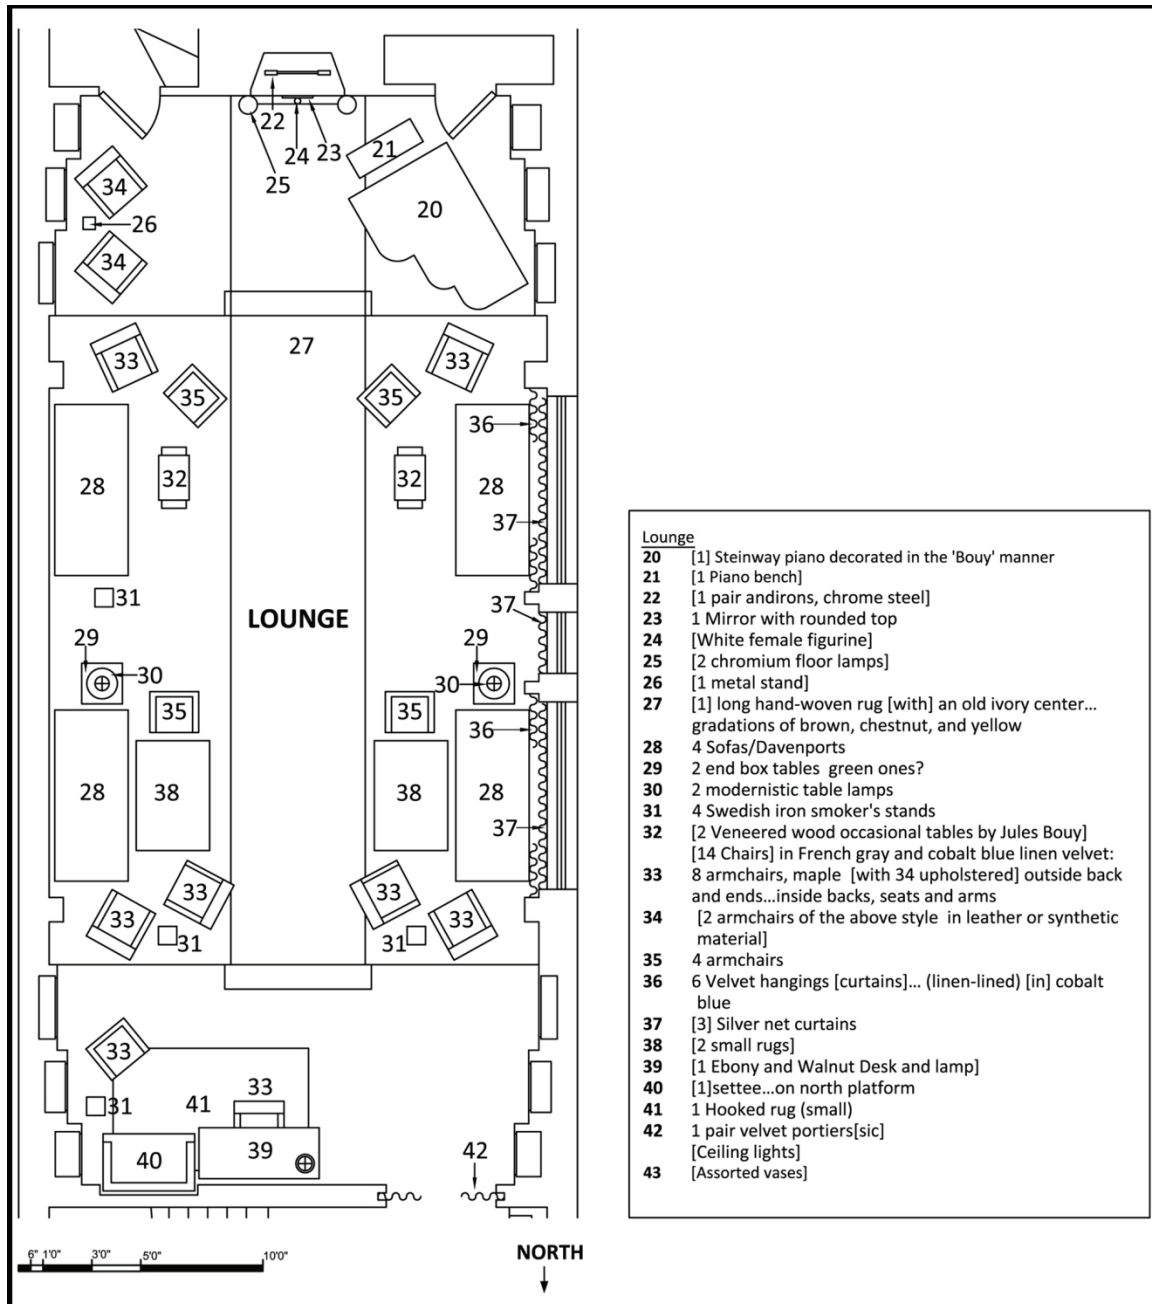 22
24
23
25
21
20
34
26
34
27
33
33
35
35
36
28
32
32
28
37
31
37
LOUNGE
29
29
30
30
35
35
36
28
38
38
28
37
33
33
33
33
31
31
33
33
31
41
42
40
39
6" 1'0" 3'0" 5'0" 10'0"
NORTH
Lounge
20 [1] Steinway piano decorated in the 'Bouy' manner
21 [1 Piano bench]
22 [1 pair andirons, chrome steel]
23 1 Mirror with rounded top
24 [White female figurine]
25 [2 chromium floor lamps]
26 [1 metal stand]
27 [1] long hand-woven rug [with] an old ivory center...
gradations of brown, chestnut, and yellow
28 4 Sofas/Davenports
29 2 end box tables green ones?
30 2 modernistic table lamps
31 4 Swedish iron smoker's stands
32 [2 Veneered wood occasional tables by Jules Bouy]
[14 Chairs] in French gray and cobalt blue linen velvet:
33 8 armchairs, maple [with 34 upholstered] outside back
and ends...inside backs, seats and arms
34 [2 armchairs of the above style in leather or synthetic
material]
35 4 armchairs
36 6 Velvet hangings [curtains]... (linen-lined) [in] cobalt
blue
37 [3] Silver net curtains
38 [2 small rugs]
39 [1 Ebony and Walnut Desk and lamp]
40 [1]settee...on north platform
41 1 Hooked rug (small)
42 1 pair velvet portiers[sic]
[Ceiling lights]
43 [Assorted vases]